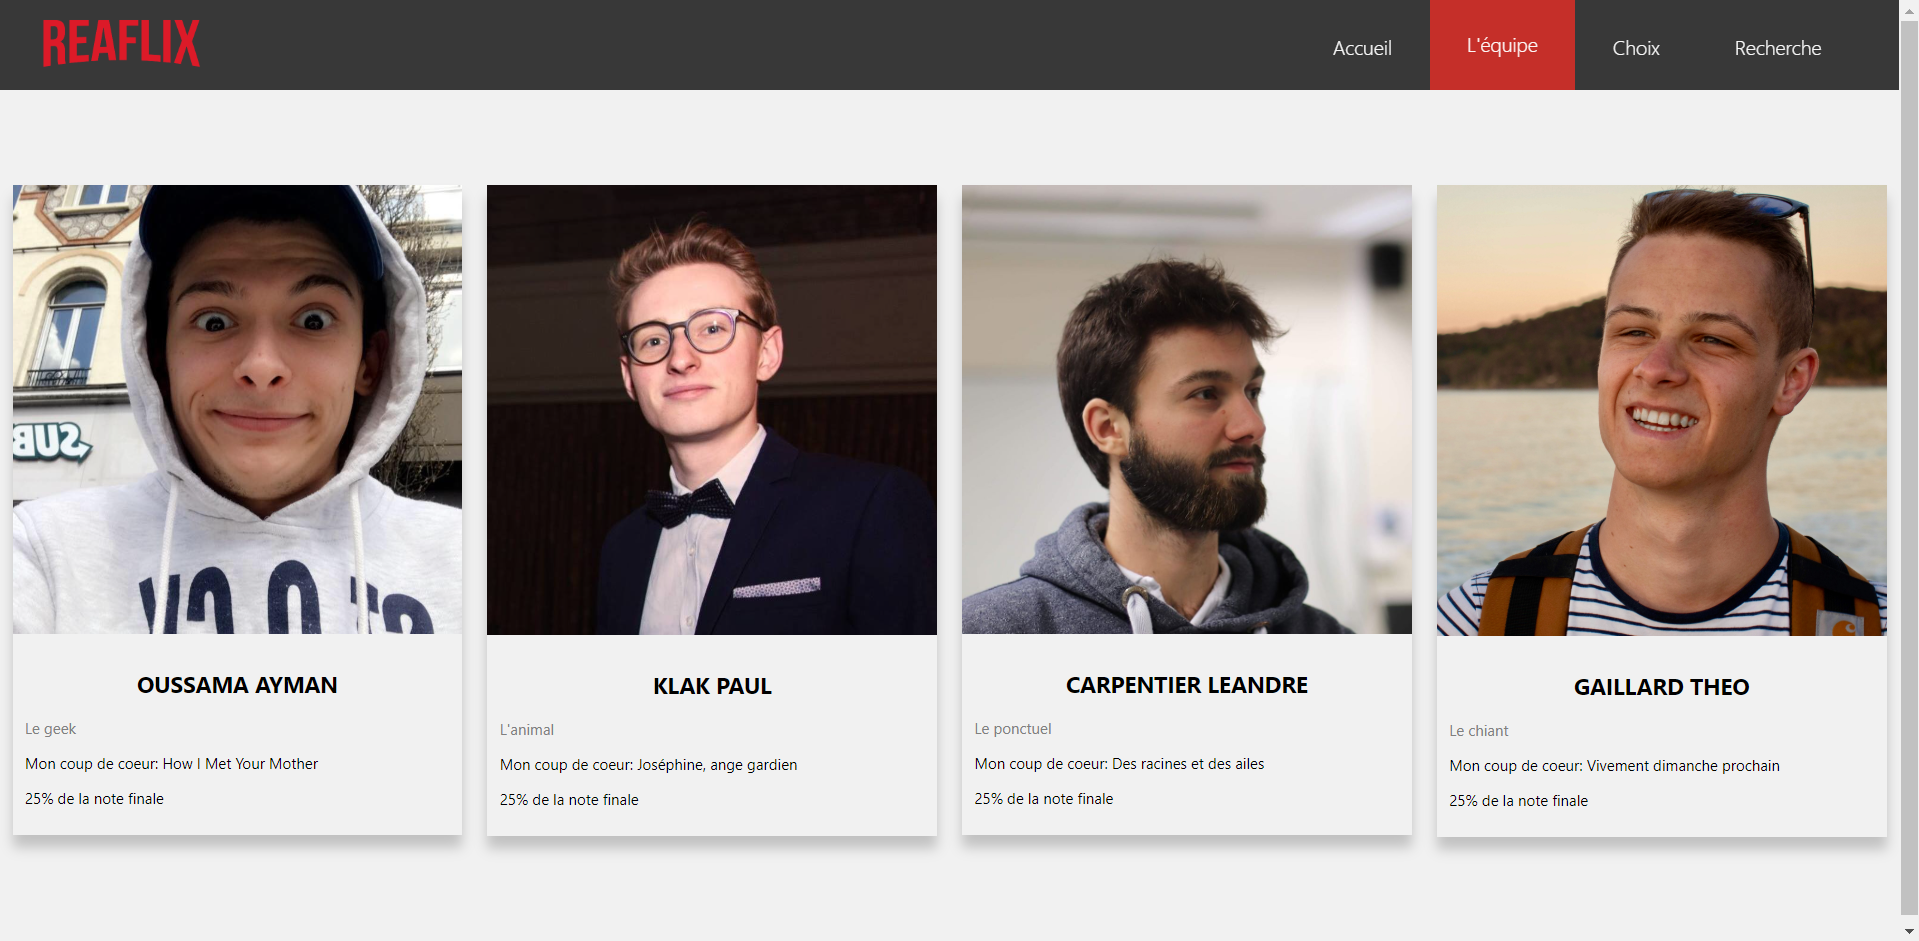 REAFLIX
Accueil
L'équipe
Choix
Recherche
SUB
OUSSAMA AYMAN
Le geek
Mon coup de coeur: How I Met Your Mother
25% de la note finale
KLAK PAUL
L'animal
Mon coup de coeur: Joséphine, ange gardien
25% de la note finale
CARPENTIER LEANDRE
Le ponctuel
Mon coup de coeur: Des racines et des ailes
25% de la note finale
GAILLARD THEO
Le chiant
Mon coup de coeur: Vivement dimanche prochain
25% de la note finale